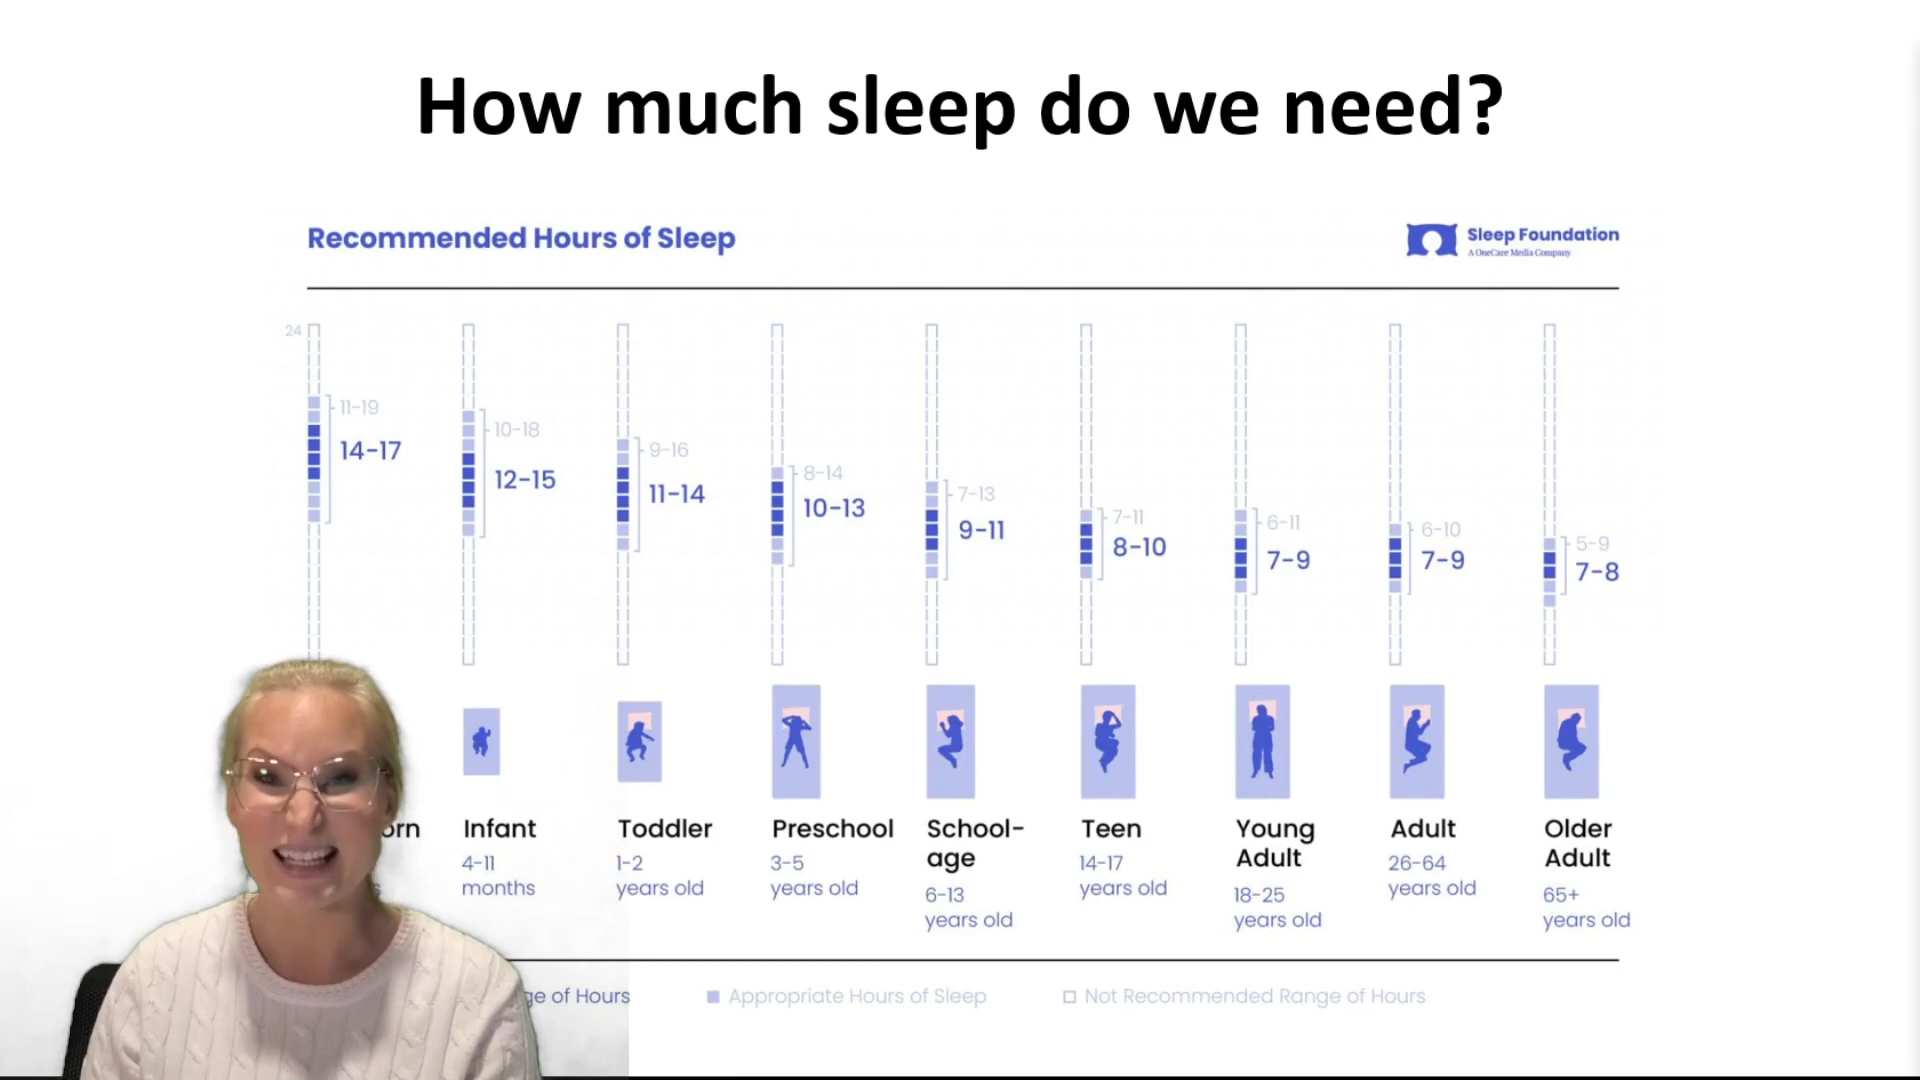 How much sleep do we need?
Recommended Hours of Sleep
Sleep Foundation
A OneCare Media Company
24
11-19
14-17
10-18
12-15
9-16
11-14
8-14
10-13
7-13
9-11
7-11
8-10
6-11
7-9
6-10
7-9
5-9
7-8
Infant
4-11
months
Toddler
1-2
years old
Preschool
3-5
years old
School-
age
6-13
years old
Teen
14-17
years old
Young
Adult
18-25
years old
Adult
26-64
years old
Older
Adult
65+
years old
of Hours
Appropriate Hours of Sleep
Not Recommended Range of Hours